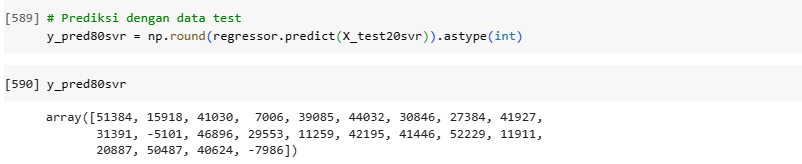 [589] # Prediksi dengan data test
y_pred80svr = np.round(regressor.predict(X_test20svr)).astype(int)
[590] y_pred80svr
array([51384, 15918, 41030,  7006, 39085, 44032, 30846, 27384, 41927,
31391, -5101, 46896, 29553, 11259, 42195, 41446, 52229, 11911,
20887, 50487, 40624, -7986])